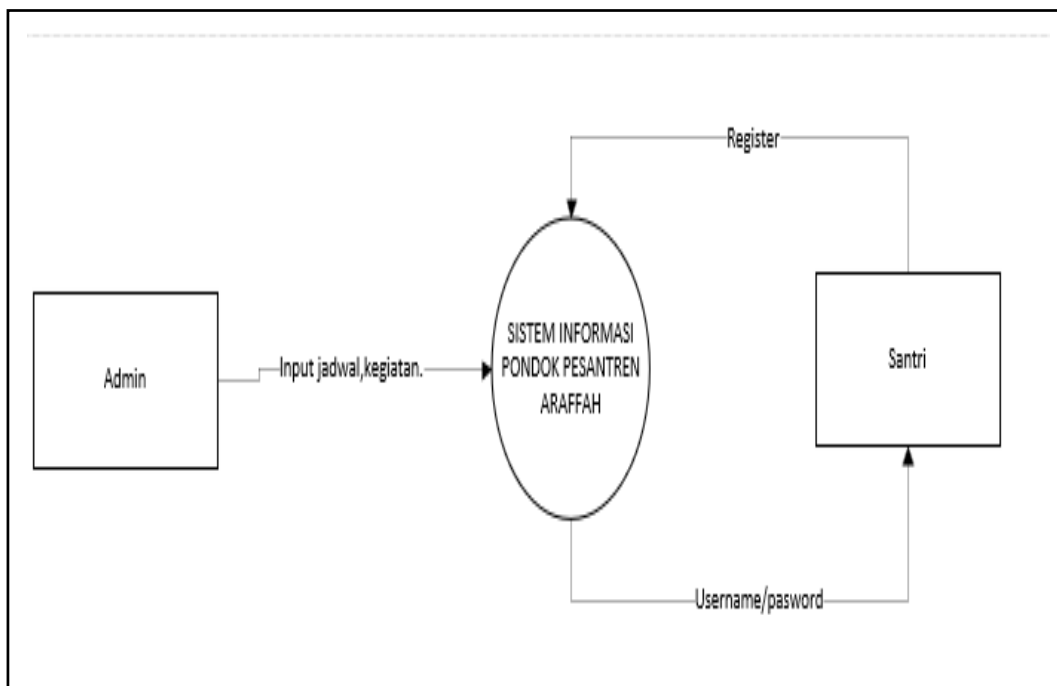 Register
SISTEM INFORMASI
PONDOK PESANTREN
ARAFFAH
Admin
Input jadwal,kegiatan.
Santri
Username/pasword